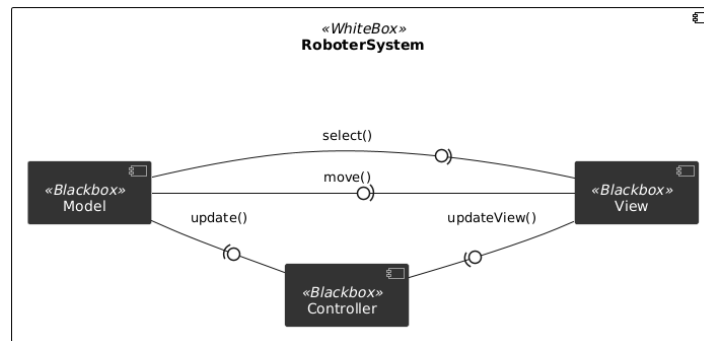 «WhiteBox»
RoboterSystem
select()
move()
«Blackbox»
Model
«Blackbox»
View
update()
updateView()
«Blackbox»
Controller